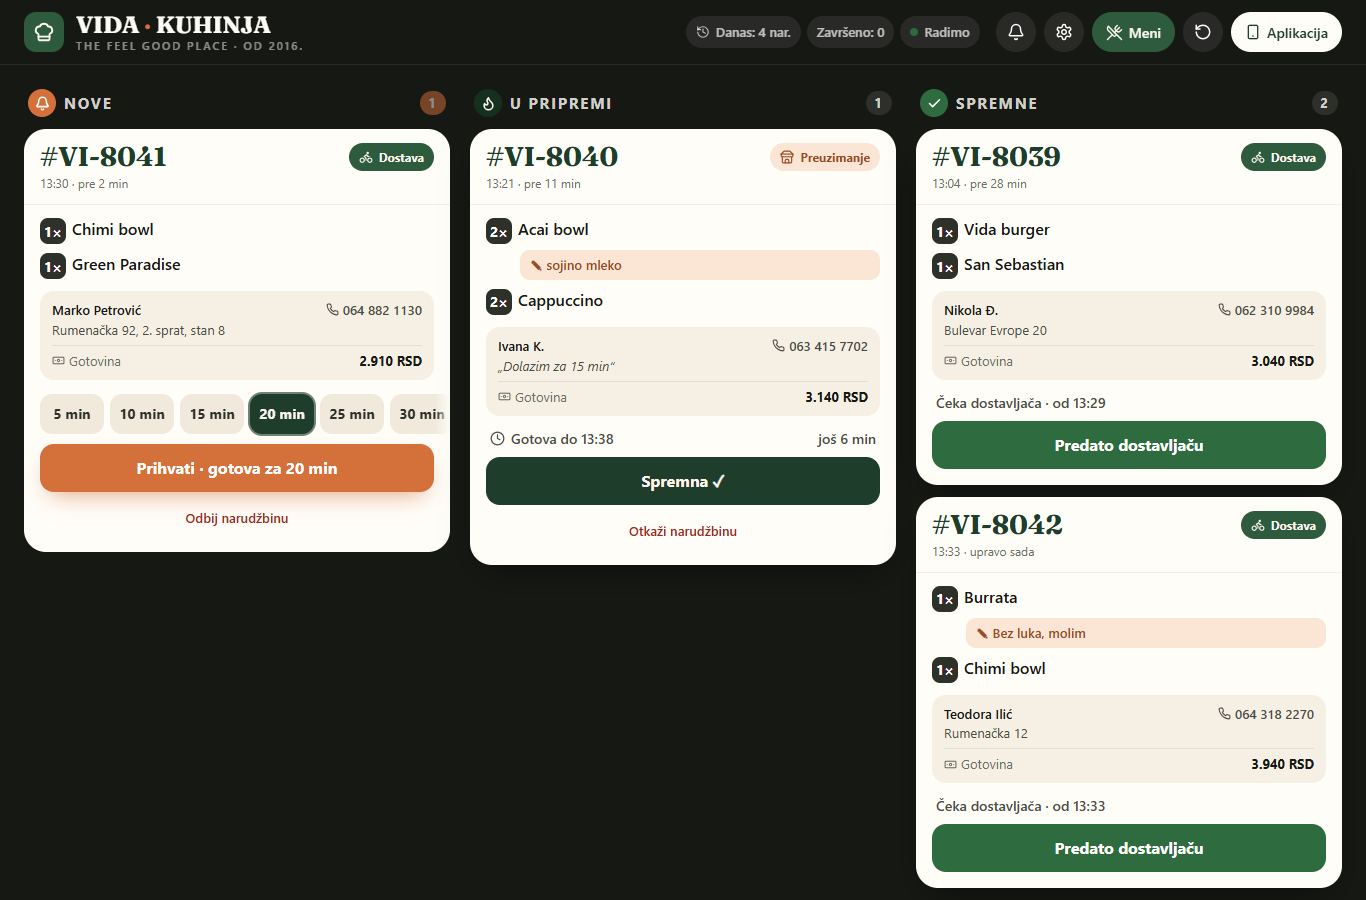 VIDA · KUHINJA
THE FEEL GOOD PLACE · OD 2016.
Danas: 4 nar.
Završeno: 0
Radimo
Meni
Aplikacija
NOVE
1
#VI-8041
Dostava
13:30 · pre 2 min
1× Chimi bowl
1× Green Paradise
Marko Petrović
064 882 1130
Rumenačka 92, 2. sprat, stan 8
Gotovina
2.910 RSD
5 min
10 min
15 min
20 min
25 min
30 min
Prihvati · gotova za 20 min
Odbij narudžbinu
U PRIPREMI
1
#VI-8040
Preuzimanje
13:21 · pre 11 min
2× Acai bowl
sojino mleko
2× Cappuccino
Ivana K.
063 415 7702
„Dolazim za 15 min“
Gotovina
3.140 RSD
Gotova do 13:38
još 6 min
Spremna ✓
Otkaži narudžbinu
SPREMNE
2
#VI-8039
Dostava
13:04 · pre 28 min
1× Vida burger
1× San Sebastian
Nikola Đ.
062 310 9984
Bulevar Evrope 20
Gotovina
3.040 RSD
Čeka dostavljača · od 13:29
Predato dostavljaču
#VI-8042
Dostava
13:33 · upravo sada
1× Burrata
Bez luka, molim
1× Chimi bowl
Teodora Ilić
064 318 2270
Rumenačka 12
Gotovina
3.940 RSD
Čeka dostavljača · od 13:33
Predato dostavljaču